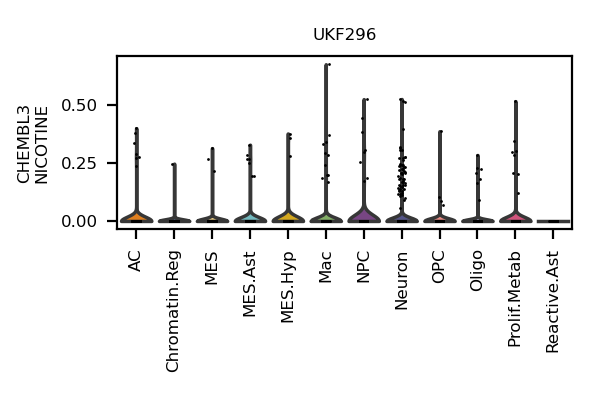 UKF296
CHEMBL3
NICOTINE
0.50
0.25
0.00
AC
Chromatin.Reg
MES
MES.Ast
MES.Hyp
Mac
NPC
Neuron
OPC
Oligo
Prolif.Metab
Reactive.Ast